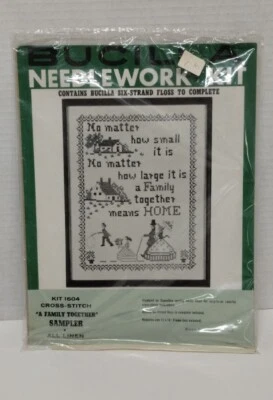 BUCILLA
NEEDLEWORK KIT
CONTAINS BUCILLA SIX-STRAND FLOSS TO COMPLETE
No matter
how small
it is
No matter
how large it is
a Family
together
means HOME
KIT 1604
CROSS-STITCH
"A FAMILY TOGETHER"
SAMPLER
ALL LINEN